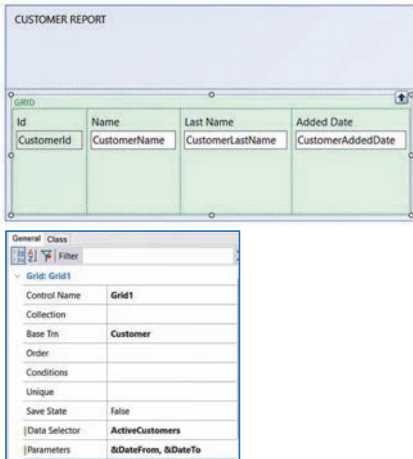 CUSTOMER REPORT
GRID
Id Name Last Name Added Date
CustomerId CustomerName CustomerLastName CustomerAddedDate
General Class
Filter
Grid: Grid1
Control Name Grid1
Collection
Base Trn Customer
Order
Conditions
Unique
Save State False
Data Selector ActiveCustomers
Parameters &DateFrom, &DateTo